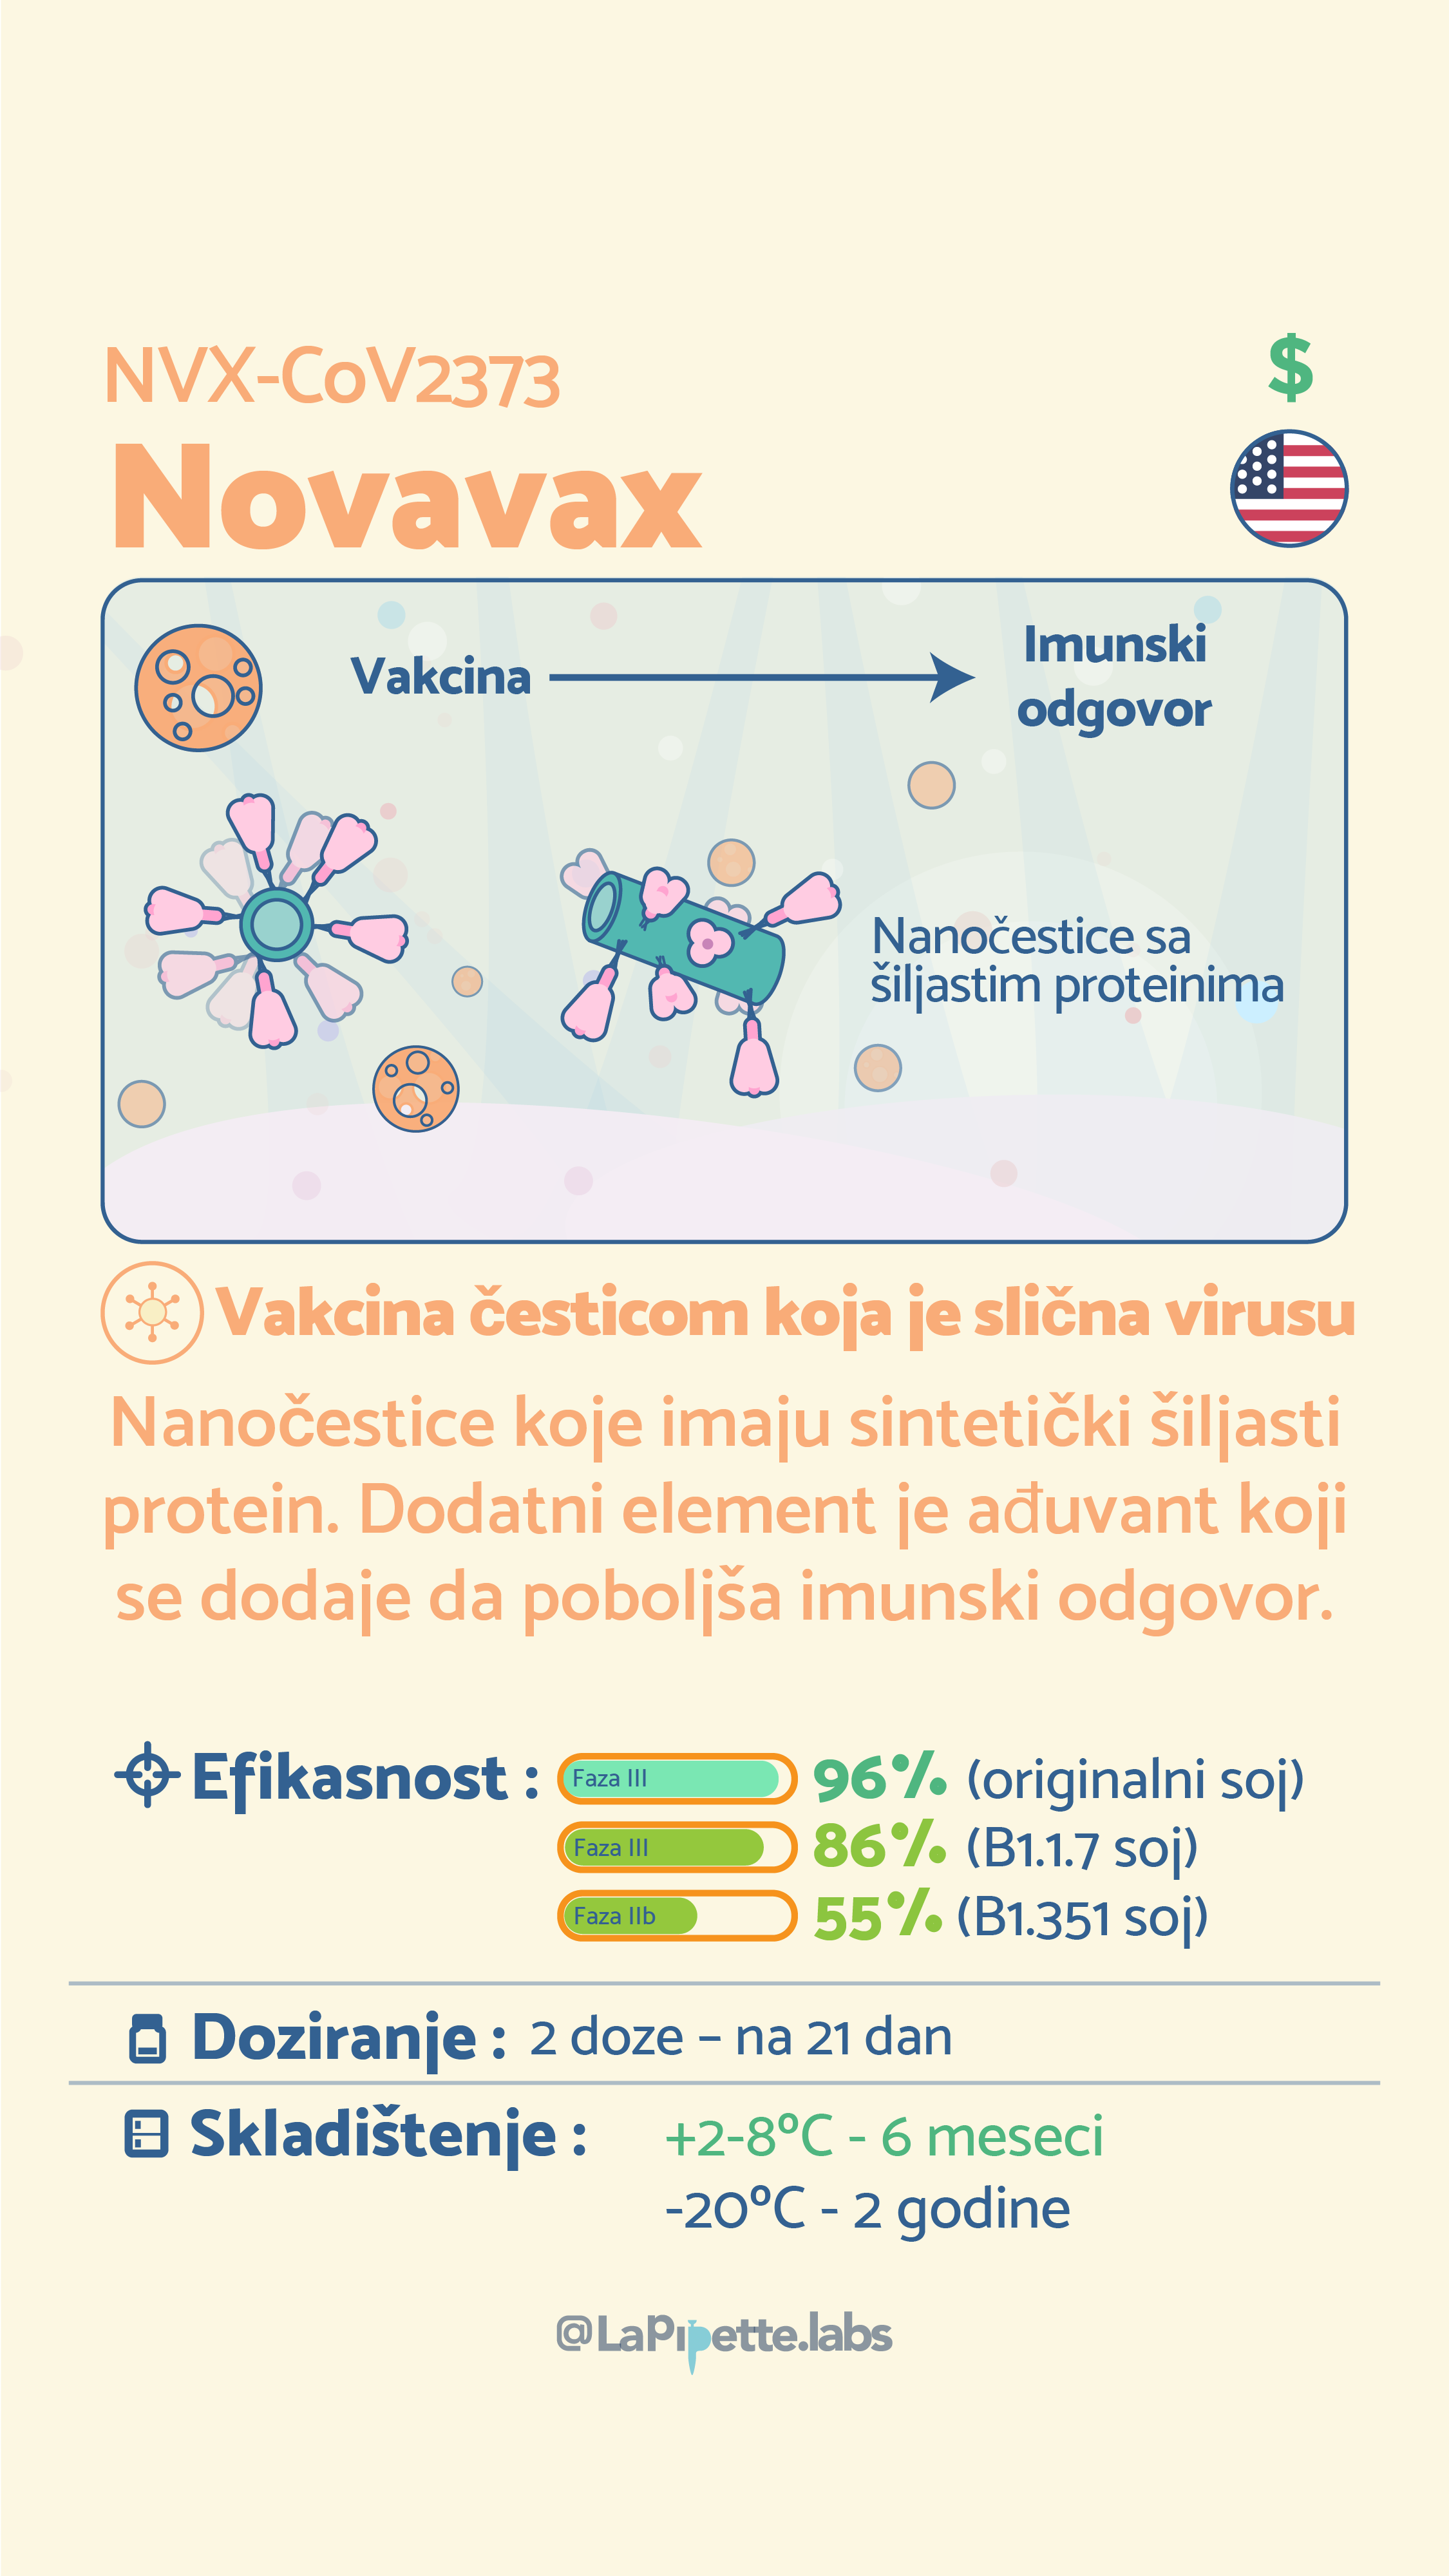 NVX-CoV2373
$
Novavax
Vakcina
Imunski
odgovor
Nanočestice sa
šiljastim proteinima
Vakcina česticom koja je slična virusu
Nanočestice koje imaju sintetički šiljasti
protein. Dodatni element je ađuvant koji
se dodaje da poboljša imunski odgovor.
Efikasnost : Faza III 96% (originalni soj)
Faza III 86% (B1.1.7 soj)
Faza IIb 55% (B1.351 soj)
Doziranje : 2 doze – na 21 dan
Skladištenje : +2-8°C - 6 meseci
-20°C - 2 godine
@LaPipette.labs